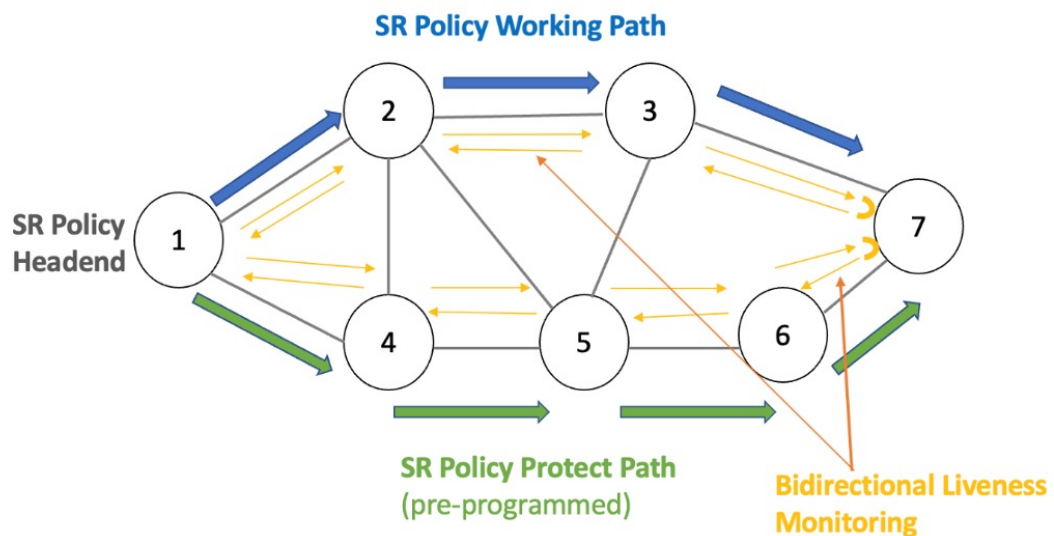 SR Policy Working Path
2
3
SR Policy
Headend
1
7
4
5
6
SR Policy Protect Path
(pre-programmed)
Bidirectional Liveness
Monitoring